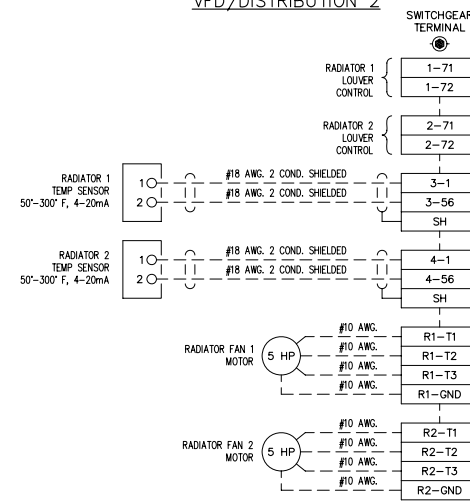 VFD/DISTRIBUTION 2
SWITCHGEAR
TERMINAL
RADIATOR 1
LOUVER
CONTROL
1-71
1-72
RADIATOR 2
LOUVER
CONTROL
2-71
2-72
RADIATOR 1
TEMP SENSOR
50°-300° F, 4-20mA
1
2
#18 AWG. 2 COND. SHIELDED
#18 AWG. 2 COND. SHIELDED
3-1
3-56
SH
RADIATOR 2
TEMP SENSOR
50°-300° F, 4-20mA
1
2
#18 AWG. 2 COND. SHIELDED
#18 AWG. 2 COND. SHIELDED
4-1
4-56
SH
RADIATOR FAN 1
MOTOR
5 HP
#10 AWG.
#10 AWG.
#10 AWG.
#10 AWG.
R1-T1
R1-T2
R1-T3
R1-GND
RADIATOR FAN 2
MOTOR
5 HP
#10 AWG.
#10 AWG.
#10 AWG.
#10 AWG.
R2-T1
R2-T2
R2-T3
R2-GND